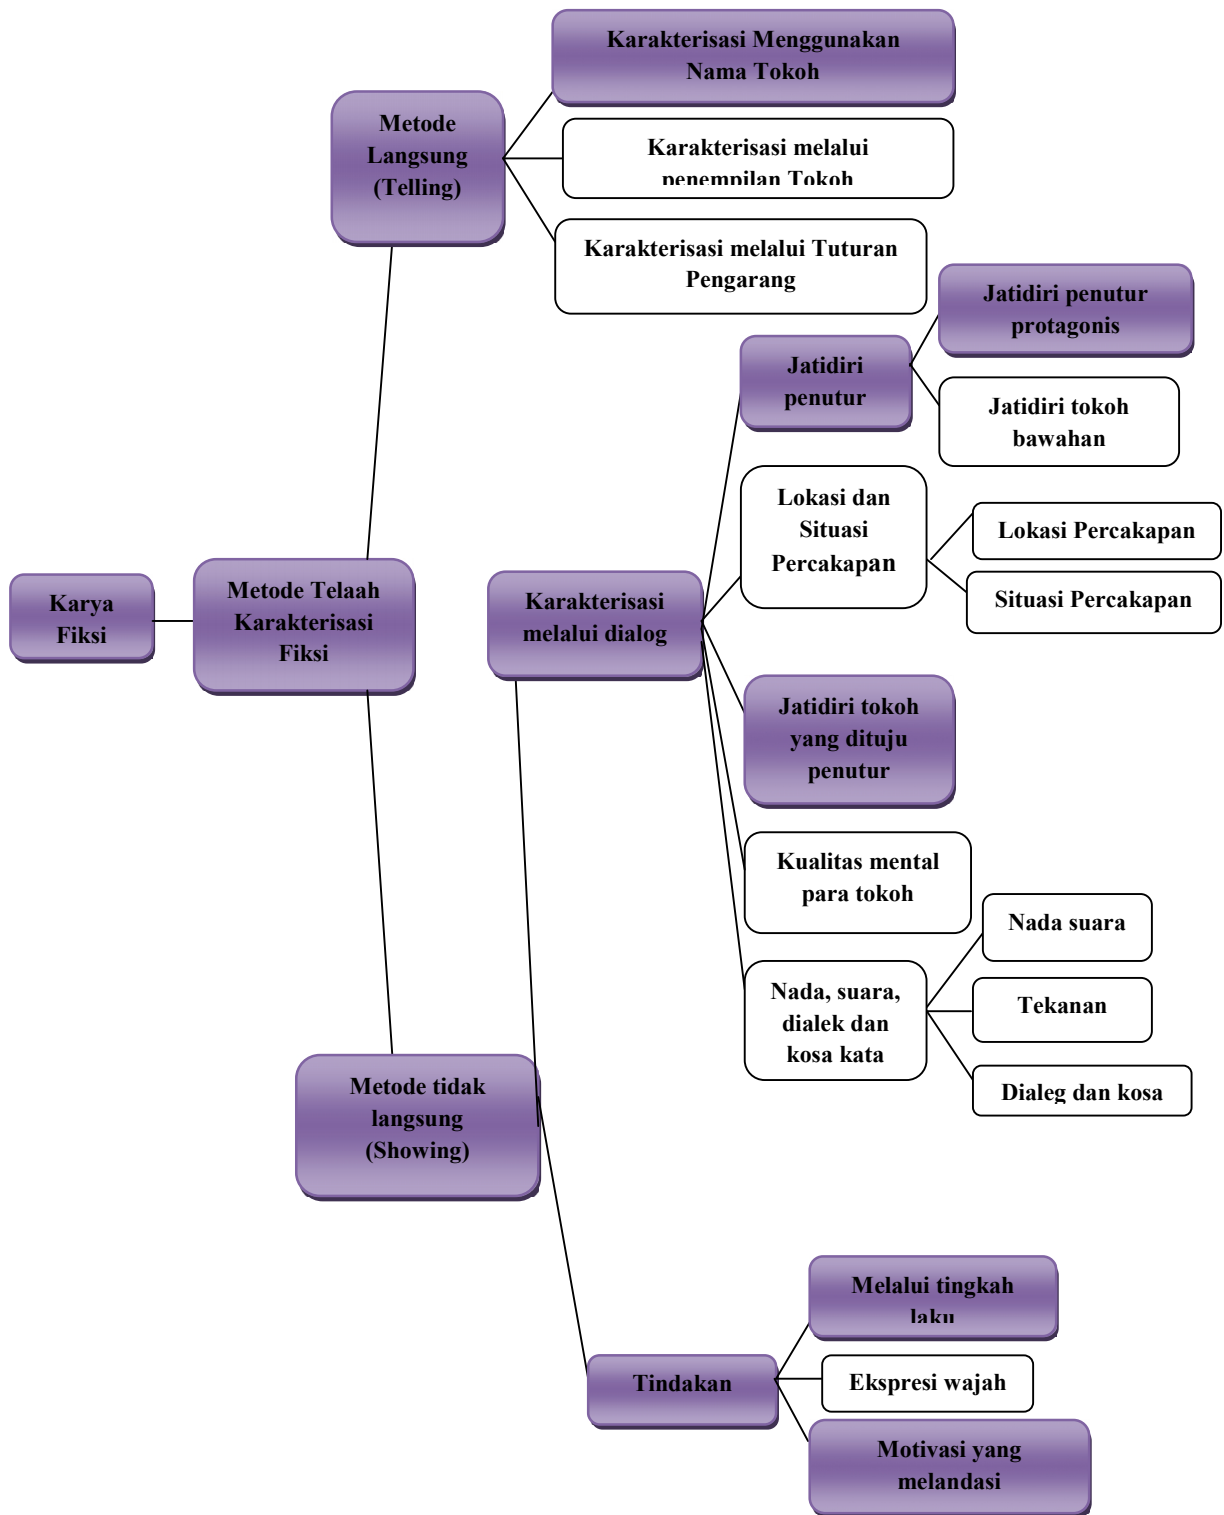 Karakterisasi Menggunakan
Nama Tokoh
Metode
Langsung
(Telling)
Karakterisasi melalui
penempilan Tokoh
Karakterisasi melalui Tuturan
Pengarang
Jatidiri penutur
protagonis
Jatidiri
penutur
Jatidiri tokoh
bawahan
Lokasi dan
Situasi
Percakapan
Lokasi Percakapan
Situasi Percakapan
Karya
Fiksi
Metode Telaah
Karakterisasi
Fiksi
Karakterisasi
melalui dialog
Jatidiri tokoh
yang dituju
penutur
Kualitas mental
para tokoh
Nada suara
Nada, suara,
dialek dan
kosa kata
Tekanan
Dialeg dan kosa
Metode tidak
langsung
(Showing)
Melalui tingkah
laku
Tindakan
Ekspresi wajah
Motivasi yang
melandasi